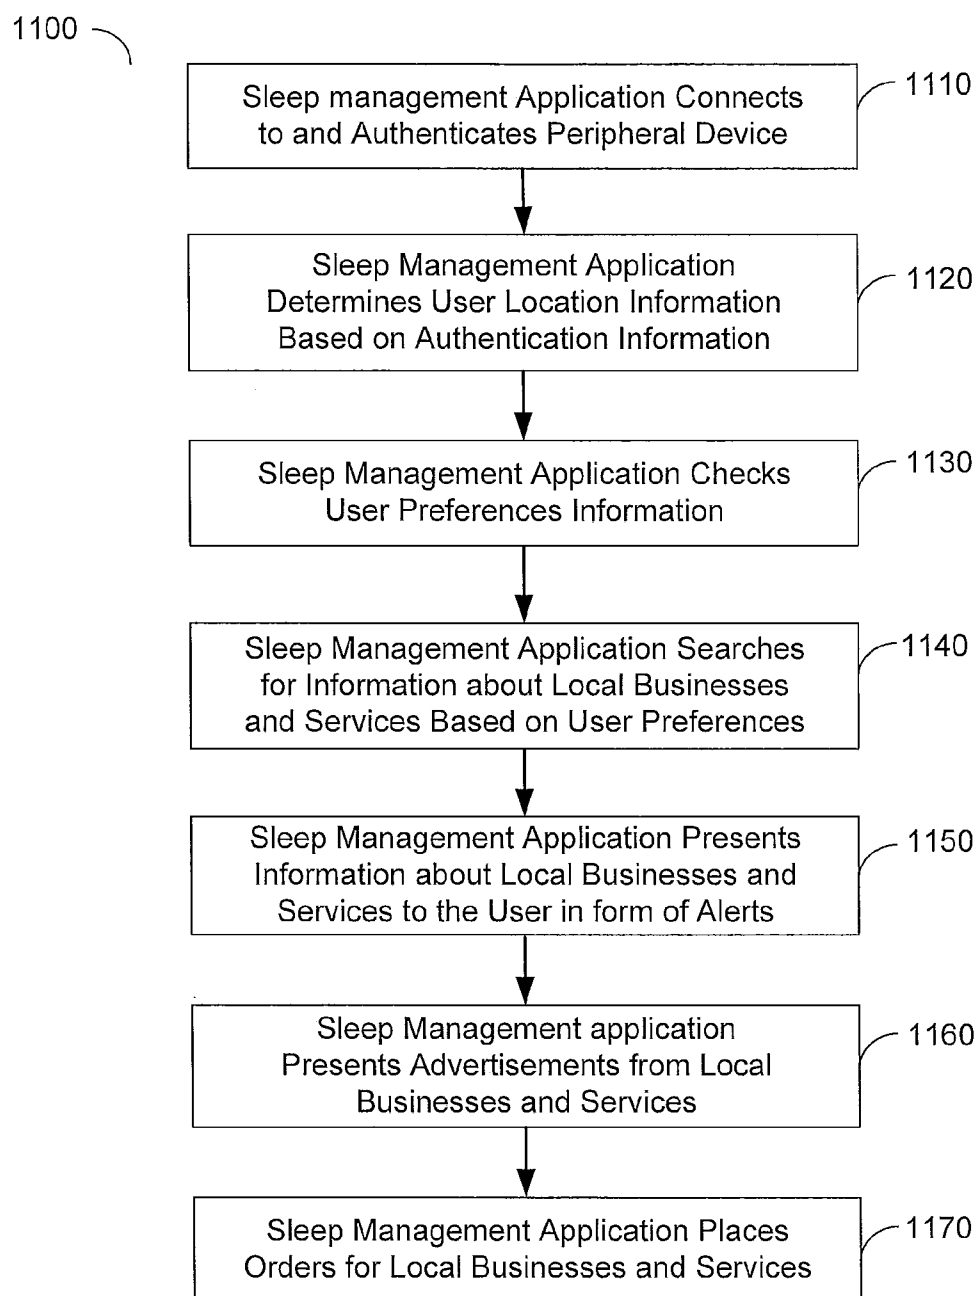 1100
Sleep management Application Connects
to and Authenticates Peripheral Device
1110
Sleep Management Application
Determines User Location Information
Based on Authentication Information
1120
Sleep Management Application Checks
User Preferences Information
1130
Sleep Management Application Searches
for Information about Local Businesses
and Services Based on User Preferences
1140
Sleep Management Application Presents
Information about Local Businesses and
Services to the User in form of Alerts
1150
Sleep Management application
Presents Advertisements from Local
Businesses and Services
1160
Sleep Management Application Places
Orders for Local Businesses and Services
1170